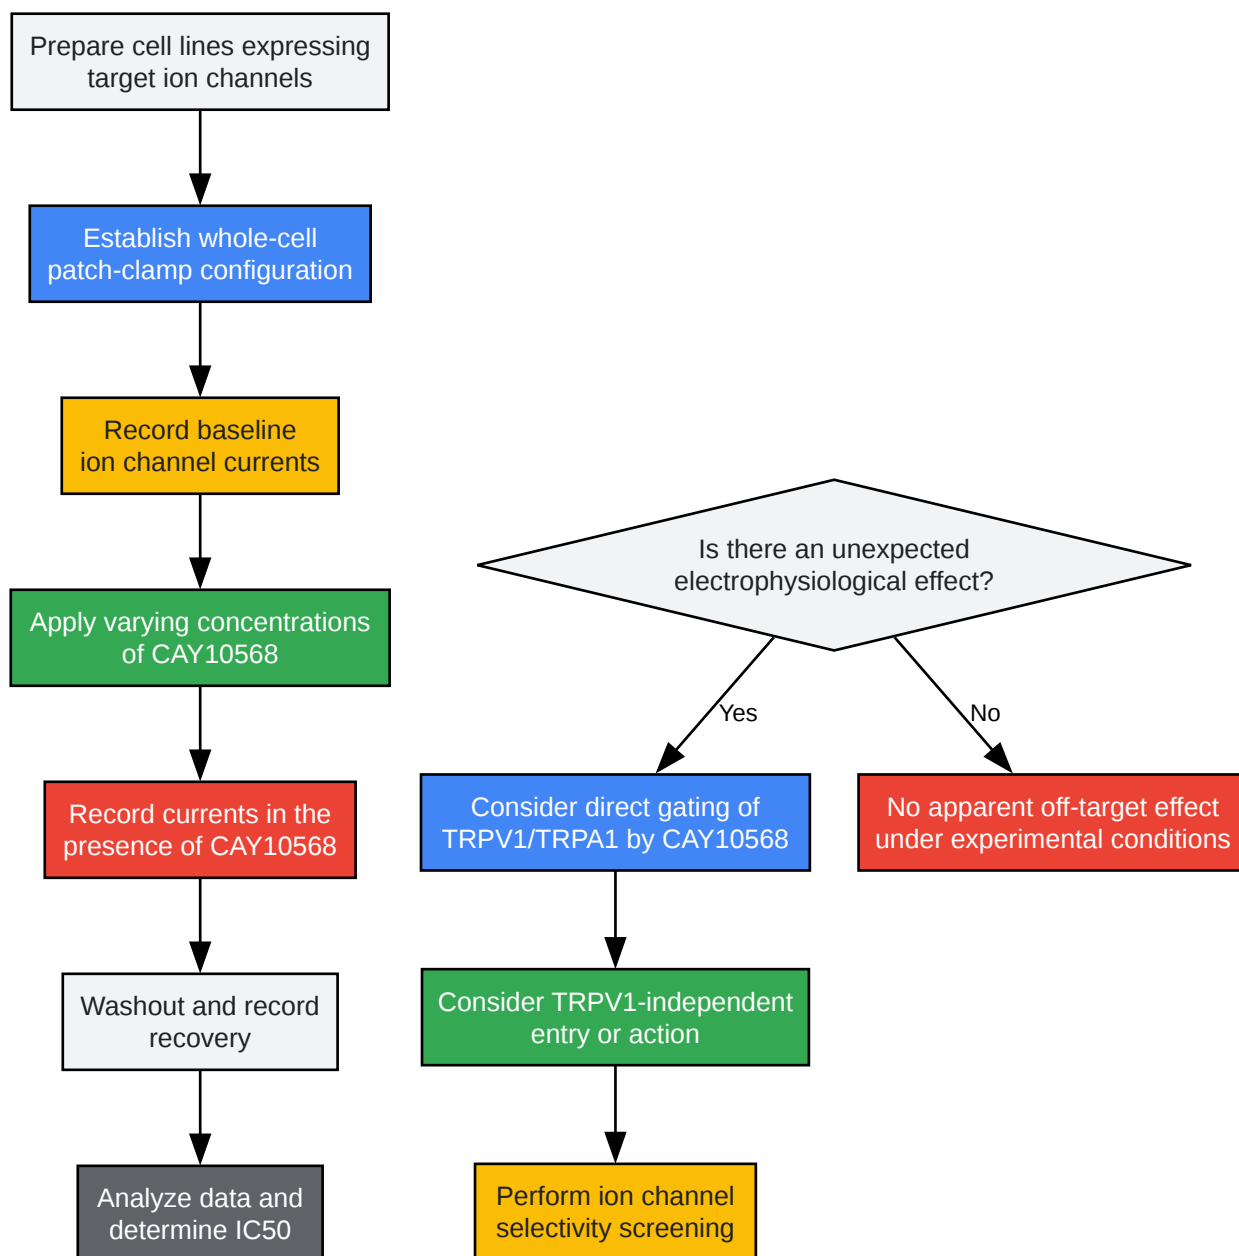 Prepare cell lines expressing
target ion channels
Establish whole-cell
patch-clamp configuration
Record baseline
ion channel currents
Apply varying concentrations
of CAY10568
Record currents in the
presence of CAY10568
Washout and record
recovery
Analyze data and
determine IC50
Is there an unexpected
electrophysiological effect?
Yes
No
Consider direct gating of
TRPV1/TRPA1 by CAY10568
No apparent off-target effect
under experimental conditions
Consider TRPV1-independent
entry or action
Perform ion channel
selectivity screening